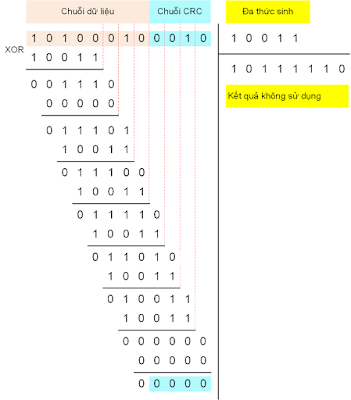 Chuỗi dữ liệu Chuỗi CRC Đa thức sinh
1 0 1 0 0 0 1 0 0 0 1 0 1 0 0 1 1
XOR
1 0 0 1 1
1 0 1 1 1 1 1 0
0 0 1 1 1 0
0 0 0 0 0
Kết quả không sử dụng
0 1 1 1 0 1
1 0 0 1 1
0 1 1 1 0 0
1 0 0 1 1
0 1 1 1 1 0
1 0 0 1 1
0 1 1 0 1 0
1 0 0 1 1
0 1 0 0 1 1
1 0 0 1 1
0 0 0 0 0 0
0 0 0 0 0
0 0 0 0 0